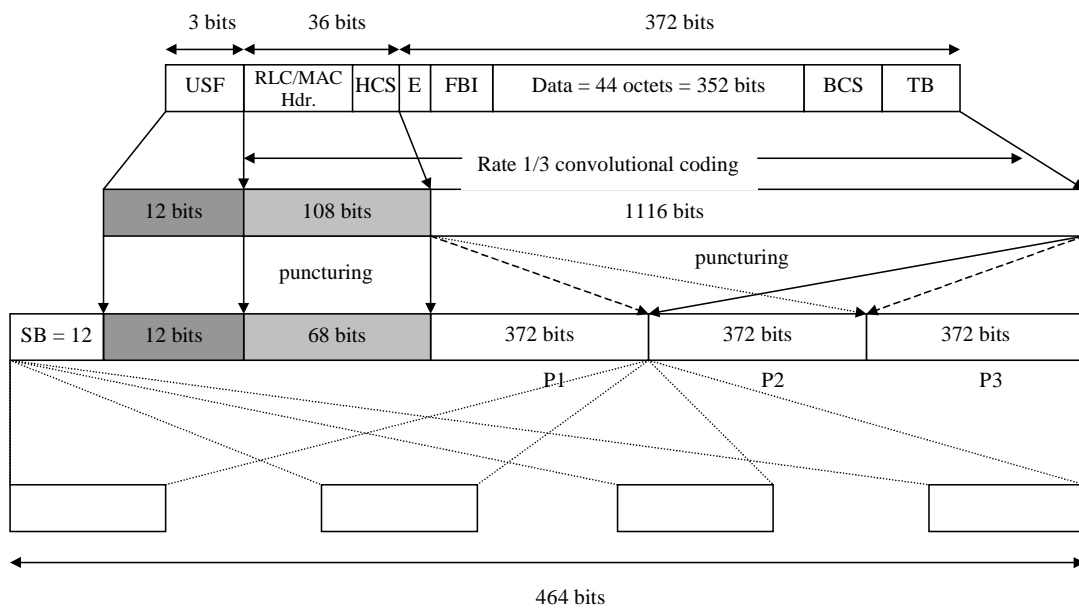 3 bits
36 bits
372 bits
USF
RLC/MAC
Hdr.
HCS
E
FBI
Data = 44 octets = 352 bits
BCS
TB
Rate 1/3 convolutional coding
12 bits
108 bits
1116 bits
puncturing
puncturing
SB = 12
12 bits
68 bits
372 bits
372 bits
372 bits
P1
P2
P3
464 bits